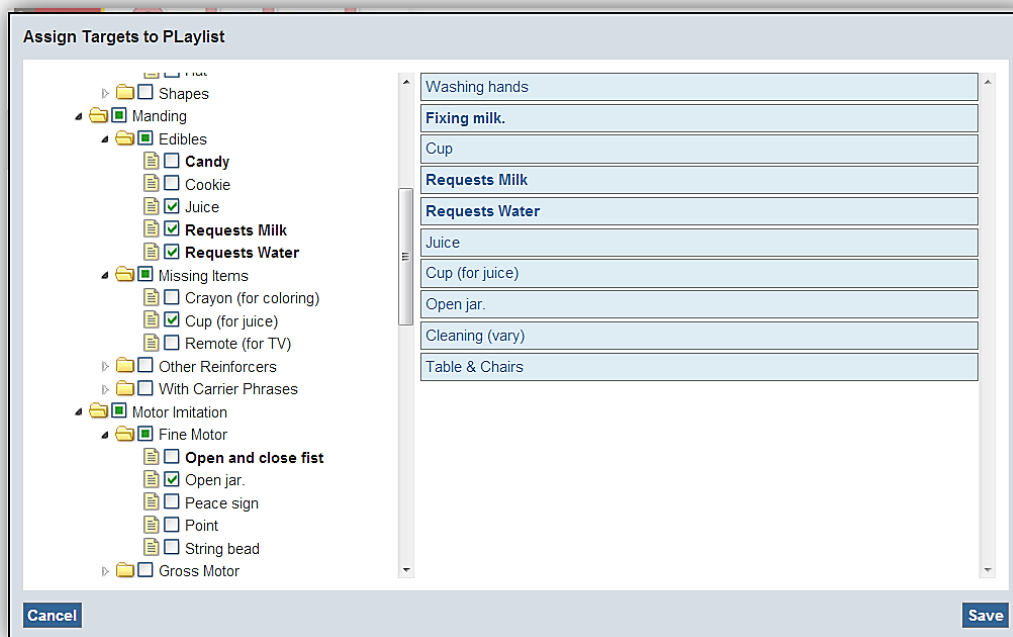 Assign Targets to PLaylist
Shapes
Manding
Edibles
Candy
Cookie
Juice
Requests Milk
Requests Water
Missing Items
Crayon (for coloring)
Cup (for juice)
Remote (for TV)
Other Reinforcers
With Carrier Phrases
Motor Imitation
Fine Motor
Open and close fist
Open jar.
Peace sign
Point
String bead
Gross Motor
Washing hands
Fixing milk.
Cup
Requests Milk
Requests Water
Juice
Cup (for juice)
Open jar.
Cleaning (vary)
Table & Chairs
Cancel
Save